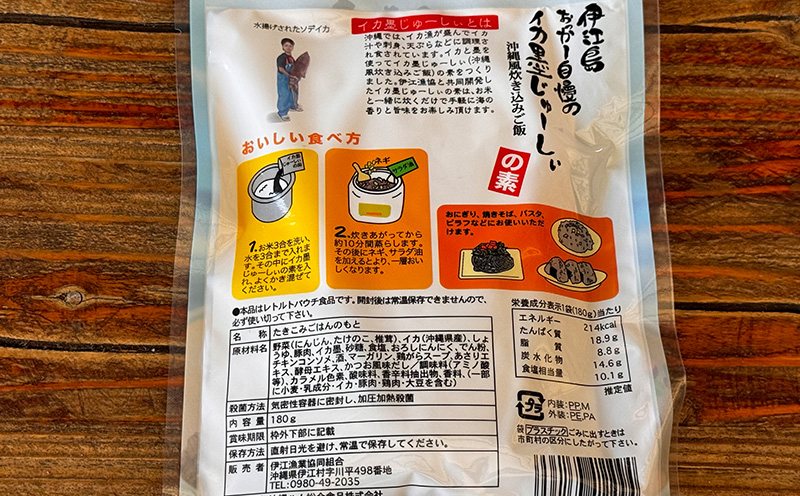 水揚げされたソデイカ
イカ墨じゅーしぃとは
沖縄では、イカ漁が盛んでイカ
汁や刺身、天ぷらなどに調理さ
れ食されています。イカと墨を
使ってイカ墨じゅーしぃ(沖縄
風炊き込みご飯)の素をつくり
ました。伊江漁協と共同開発し
たイカ墨じゅーしぃの素は、お米
と一緒に炊くだけで手軽に海の
香りと旨味をお楽しみ頂けます。
伊江島
おっかー自慢の
イカ墨じゅーしぃ
沖縄風炊き込みご飯
の素
おいしい食べ方
イカ墨
じゅーしぃ
の素
1.お米3合を洗い、
水を3合まで入れま
す。その中にイカ墨
じゅーしぃの素を入
れ、よくかき混ぜて
ください。
ネギ
サラダ油
2.炊きあがってから
約10分間蒸らします。
その後にネギ、サラダ油
を加えるとより、一層おい
しくなります。
おにぎり、焼きそば、パスタ、
ピラフなどにお使いいただ
けます。
●本品はレトルトパウチ食品です。開封後は常温保存できませんので、
必ず使い切って下さい。
名称 たきこみごはんのもと
原材料名 野菜(にんじん、たけのこ、椎茸)、イカ(沖縄県産)、しょ
うゆ、豚肉、イカ墨、砂糖、食塩、おろしにんにく、でん粉、
チキンコンソメ、酒、マーガリン、鶏がらスープ、あさりエ
キス、酵母エキス、かつお風味だし/調味料(アミノ酸
等)、カラメル色素、酸味料、香辛料抽出物、香料、(一部
に小麦・乳成分・イカ・豚肉・鶏肉・大豆を含む)
殺菌方法 気密性容器に密封し、加圧加熱殺菌
内容量 180g
賞味期限 枠外下部に記載
保存方法 直射日光を避け、常温で保存してください。
販売者 伊江漁業協同組合
沖縄県伊江村字川平498番地
TEL:0980-49-2035
栄養成分表示1袋(180g)当たり
エネルギー 214kcal
たんぱく質 18.9g
脂質 8.8g
炭水化物 14.6g
食塩相当量 10.1g
推定値
プラ
内装:PP,M
外装:PE,PA
袋 プラスチックごみに出すときは
市町村の区分にしたがって下さい。